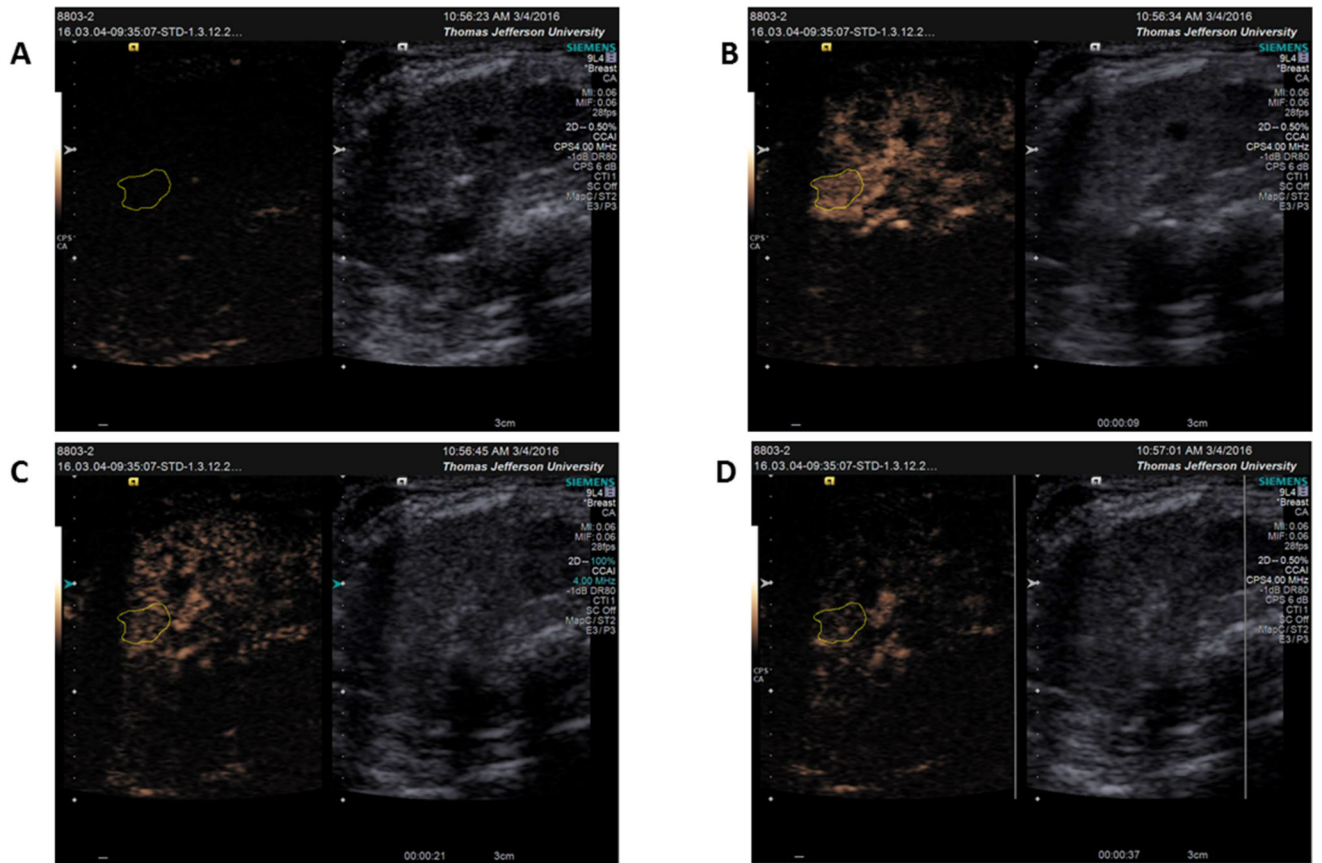 A
8803-2
10:56:23 AM 3/4/2016
16.03.04-09:35:07-STD-1.3.12.2...
Thomas Jefferson University
SIEMENS
9L4
*Breast
CA
MI: 0.06
MIF: 0.06
28fps
2D-- 0.50%
CCAI
CPS4.00 MHz
-1dB DR80
CPS 6 dB
CTI 1
SC Off
MapC / ST2
E3 / P3
CPS
CA
3cm
B
8803-2
10:56:34 AM 3/4/2016
16.03.04-09:35:07-STD-1.3.12.2...
Thomas Jefferson University
SIEMENS
9L4
*Breast
CA
MI: 0.06
MIF: 0.06
28fps
2D-- 0.50%
CCAI
CPS4.00 MHz
-1dB DR80
CPS 6 dB
CTI 1
SC Off
MapC / ST2
E3 / P3
CPS
CA
00:00:09
3cm
C
8803-2
10:56:45 AM 3/4/2016
16.03.04-09:35:07-STD-1.3.12.2...
Thomas Jefferson University
SIEMENS
9L4
*Breast
CA
MI: 0.06
MIF: 0.06
28fps
2D-- 100%
CCAI
4.00 MHz
-1dB DR80
CTI 1
SC Off
MapC / ST2
E3 / P3
00:00:21
3cm
D
8803-2
10:57:01 AM 3/4/2016
16.03.04-09:35:07-STD-1.3.12.2...
Thomas Jefferson University
SIEMENS
9L4
*Breast
CA
MI: 0.06
MIF: 0.06
28fps
2D-- 0.50%
CCAI
CPS4.00 MHz
-1dB DR80
CPS 6 dB
CTI 1
SC Off
MapC / ST2
E3 / P3
CPS
CA
00:00:37
3cm